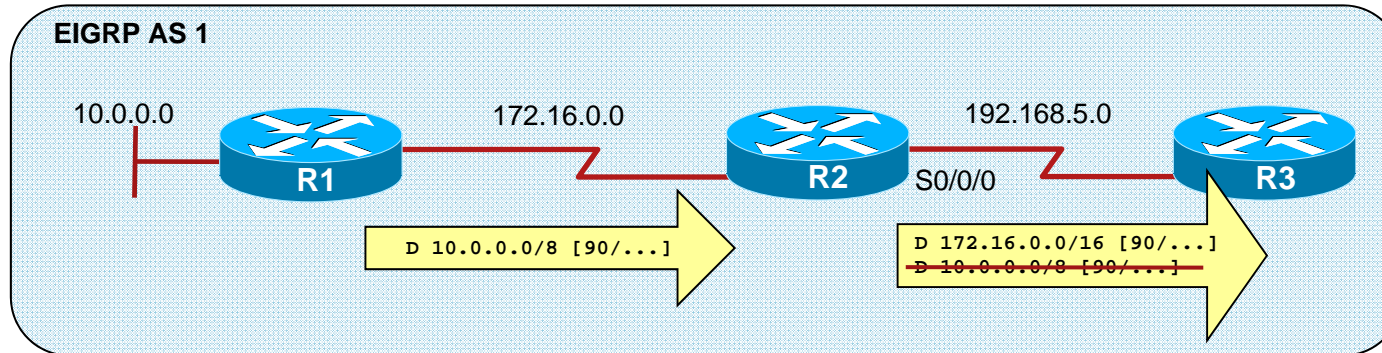 EIGRP AS 1
10.0.0.0
172.16.0.0
192.168.5.0
R1
R2
S0/0/0
R3
D 10.0.0.0/8 [90/...]
D 172.16.0.0/16 [90/...]
D 10.0.0.0/8 [90/...]